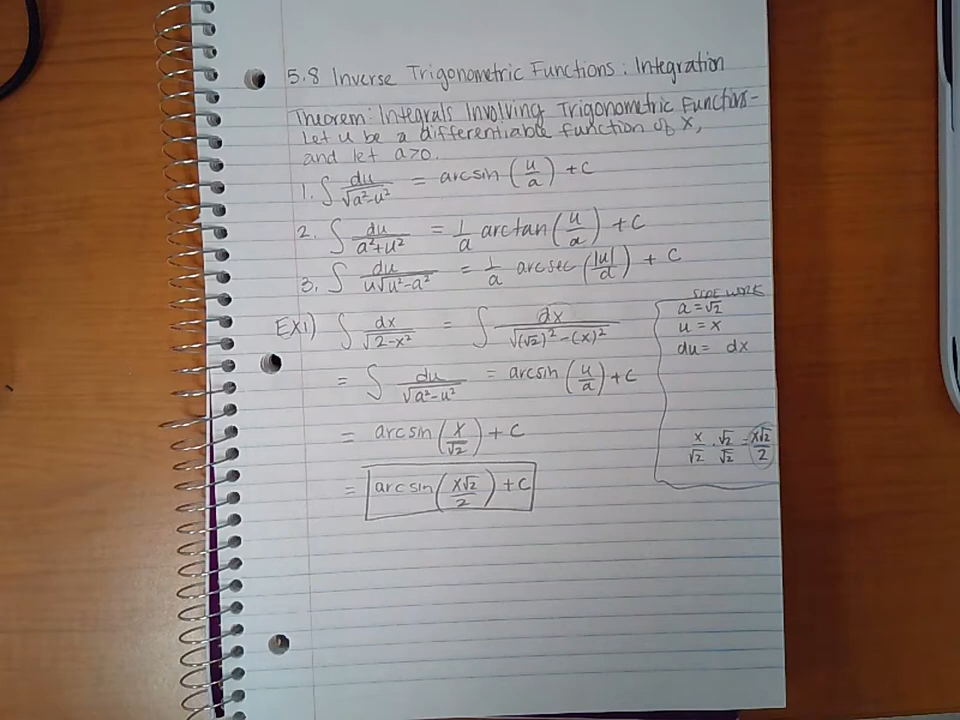 5.8 Inverse Trigonometric Functions: Integration
Theorem: Integrals Involving Trigonometric Functions-
Let u be a differentiable function of x,
and let a>0.
1. ∫ du/√(a²-u²) = arcsin (u/a) + C
2. ∫ du/(a²+u²) = 1/a arctan (u/a) + C
3. ∫ du/(u√(u²-a²)) = 1/a arcsec (|u|/a) + C
EX1) ∫ dx/√(2-x²) = ∫ dx/√((√2)²-(x)²)
= ∫ du/√(a²-u²) = arcsin (u/a) + C
= arcsin (x/√2) + C
= arcsin (x√2/2) + C
SIDE WORK
a = √2
u = x
du = dx
x/√2 · √2/√2 = x√2/2